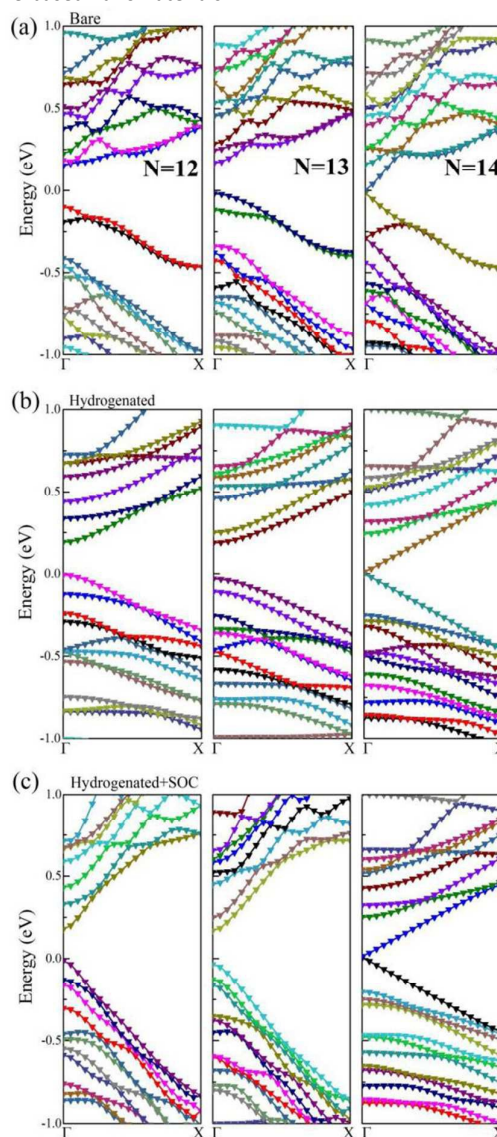 (a)
Bare
1.0
0.5
0.0
-0.5
-1.0
Energy (eV)
N=12
N=13
N=14
Γ X Γ X Γ X
(b)
Hydrogenated
1.0
0.5
0.0
-0.5
-1.0
Energy (eV)
Γ X Γ X Γ X
(c)
Hydrogenated+SOC
1.0
0.5
0.0
-0.5
-1.0
Energy (eV)
Γ X Γ X Γ X